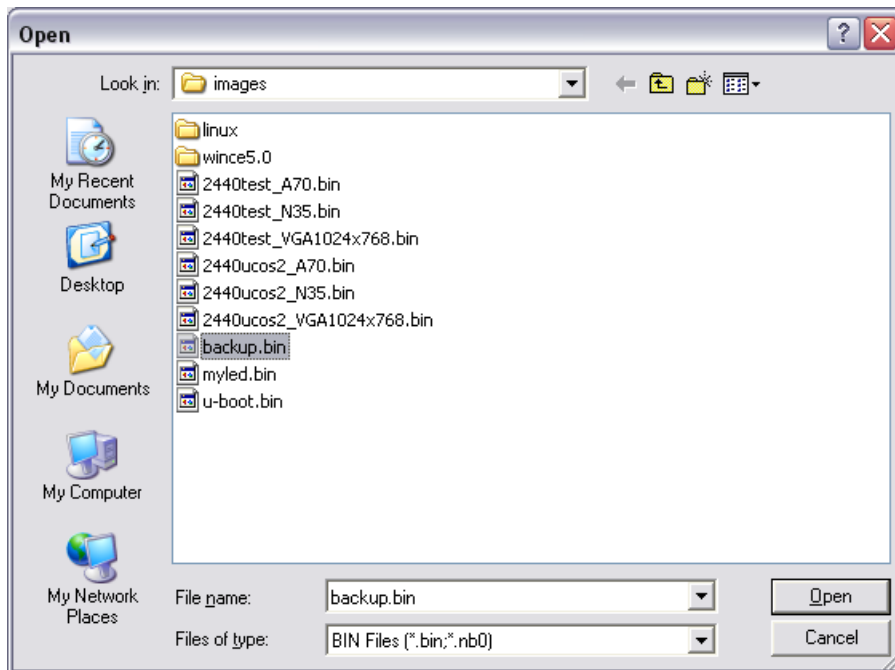 Open
Look in: images
linux
wince5.0
2440test_A70.bin
2440test_N35.bin
2440test_VGA1024x768.bin
2440ucos2_A70.bin
2440ucos2_N35.bin
2440ucos2_VGA1024x768.bin
backup.bin
myled.bin
u-boot.bin
My Recent
Documents
Desktop
My Documents
My Computer
My Network
Places
File name: backup.bin Open
Files of type: BIN Files (*.bin;*.nb0) Cancel